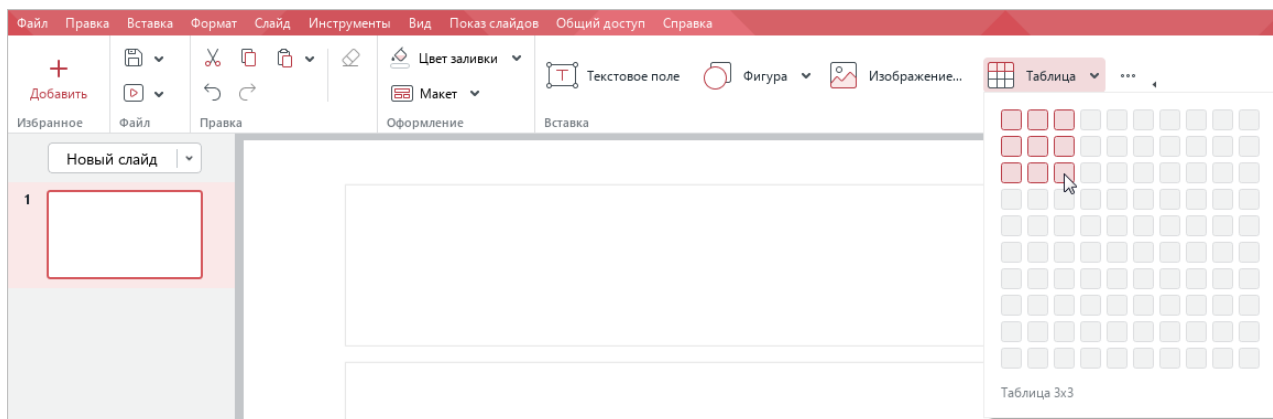 Файл Правка Вставка Формат Слайд Инструменты Вид Показ слайдов Общий доступ Справка
Добавить
Цвет заливки
Макет
Текстовое поле Фигура Изображение... Таблица
Избранное Файл Правка Оформление Вставка
Новый слайд
1
Таблица 3x3